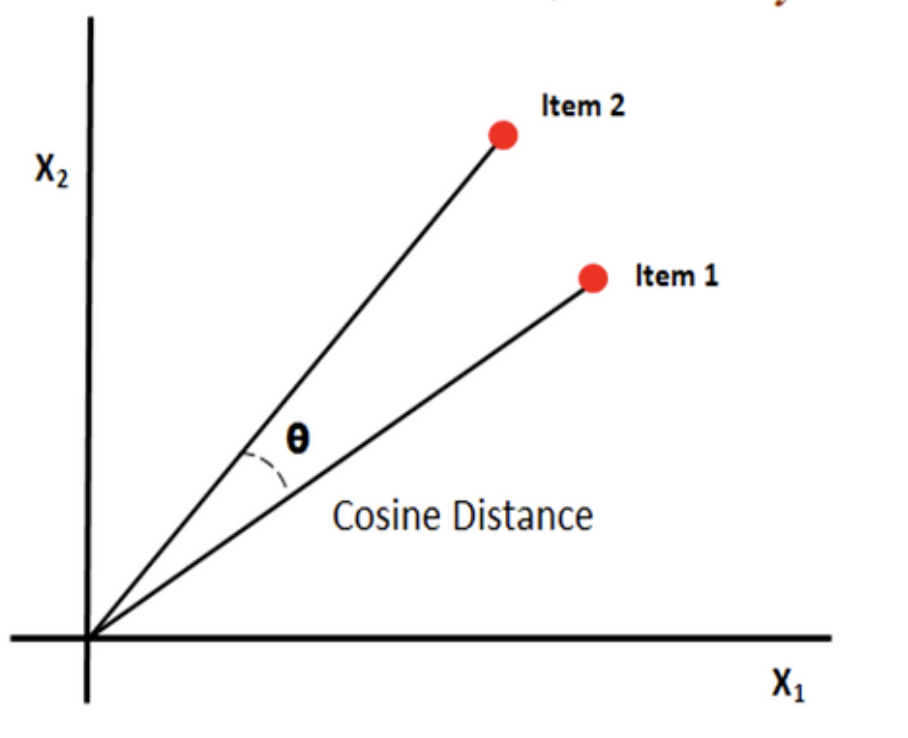 Item 2
X₂
Item 1
θ
Cosine Distance
X₁